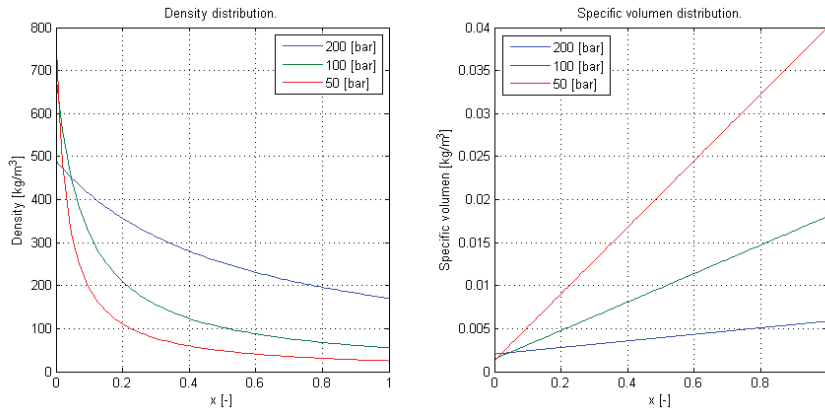 Density distribution.
800
700
600
500
400
300
200
100
0
Density [kg/m³]
200 [bar]
100 [bar]
50 [bar]
0
0.2
0.4
0.6
0.8
1
x [-]
Specific volumen distribution.
0.04
0.035
0.03
0.025
0.02
0.015
0.01
0.005
0
Specific volumen [kg/m³]
200 [bar]
100 [bar]
50 [bar]
0
0.2
0.4
0.6
0.8
x [-]